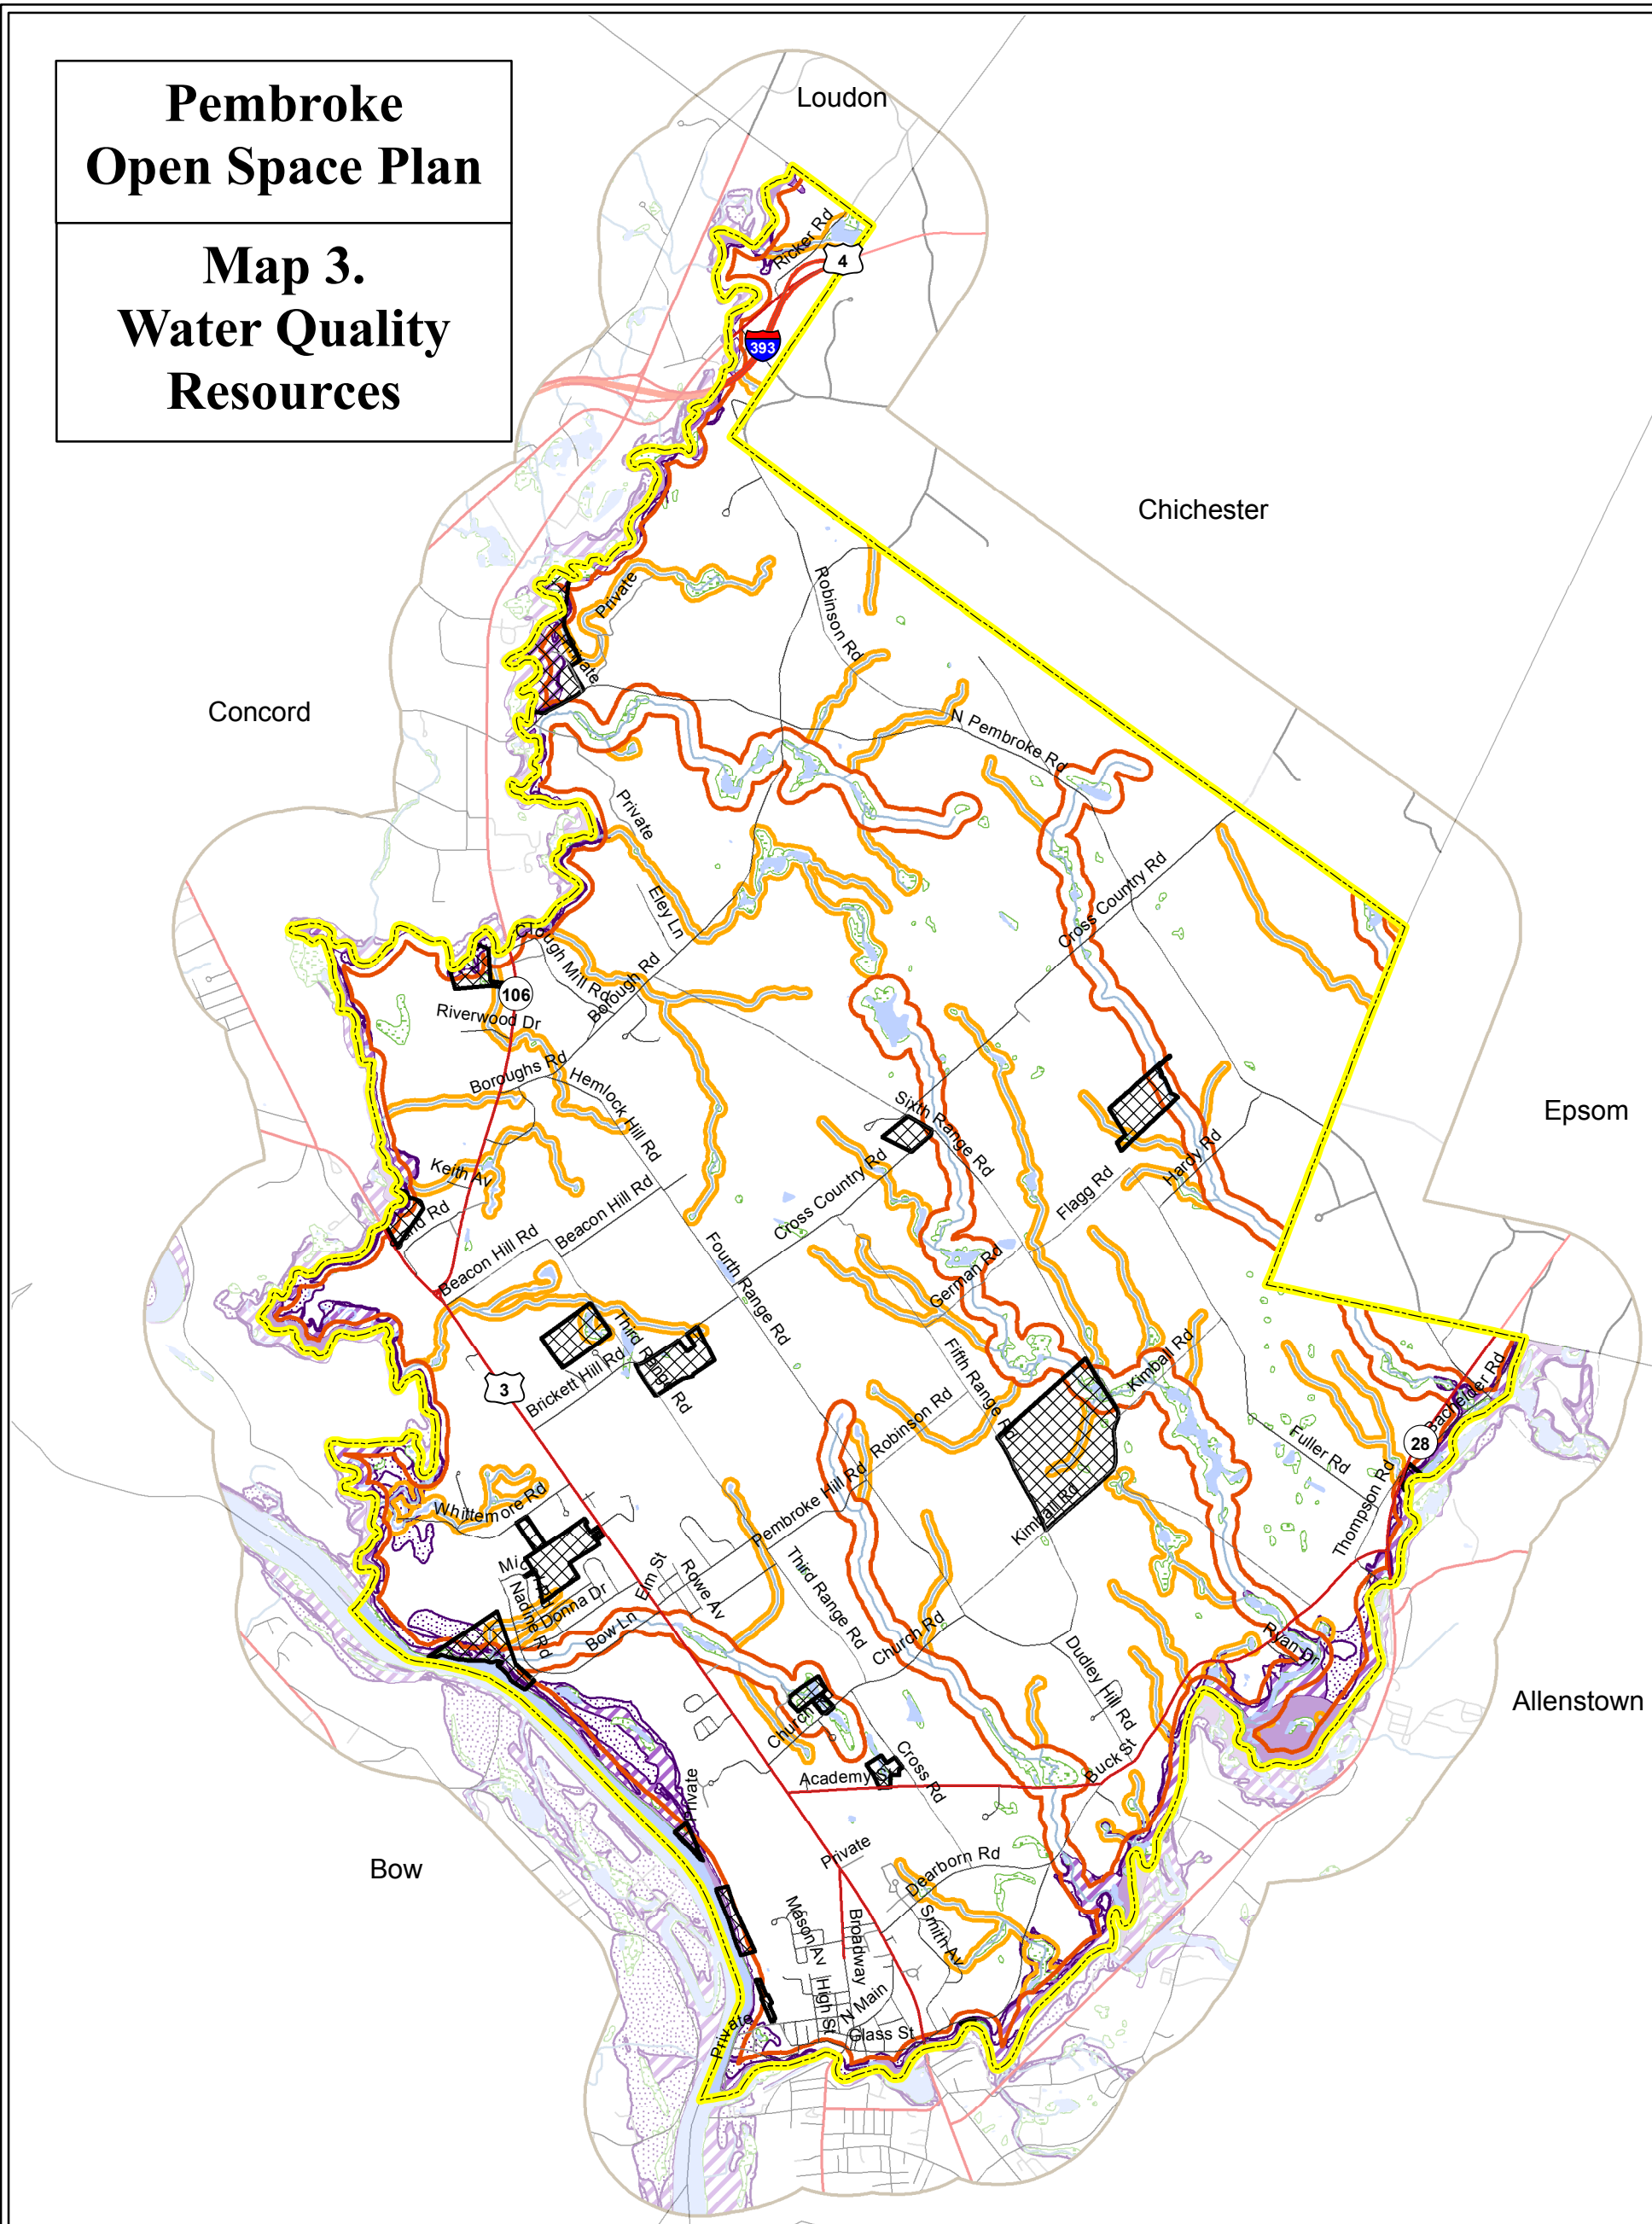 Pembroke
Open Space Plan
Map 3.
Water Quality
Resources
Loudon
Ricker Rd
4
393
Chichester
Private
Robinson Rd
Concord
N Pembroke Rd
Private
Cross Country Rd
Eley Ln
Clough Mill Rd
Borough Rd
106
Riverwood Dr
Boroughs Rd
Hemlock Hill Rd
Sixth Range Rd
Epsom
Keith Av
Cross Country Rd
Flagg Rd
Hardy Rd
Beacon Hill Rd
Beacon Hill Rd
Fourth Range Rd
German Rd
Third Range Rd
Brickett Hill Rd
3
Fifth Range Rd
Kimball Rd
Robinson Rd
Bachelder Rd
28
Fuller Rd
Thompson Rd
Whittemore Rd
Pembroke Hill Rd
Kimball Rd
Elm St
Rowe Av
Nadine Rd
Donna Dr
Bow Ln
Third Range Rd
Church Rd
Dudley Hill Rd
Ryan Dr
Allenstown
Church
Cross Rd
Academy
Buck St
Private
Bow
Private
Dearborn Rd
Mason Av
Broadway
Smith Av
High St
N Main
Glass St
Private